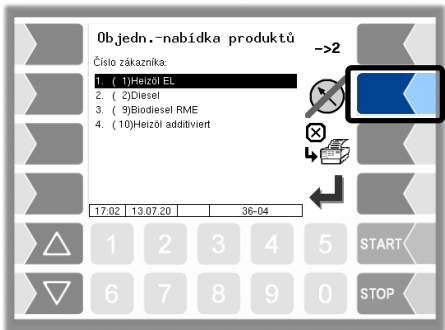 Objedn.-nabídka produktů
->2
Číslo zákazníka:
1. ( 1)Heizöl EL
2. ( 2)Diesel
3. ( 9)Biodiesel RME
4. ( 10)Heizöl additiviert
17:02 13.07.20 36-04
1 2 3 4 5 START
6 7 8 9 0 STOP